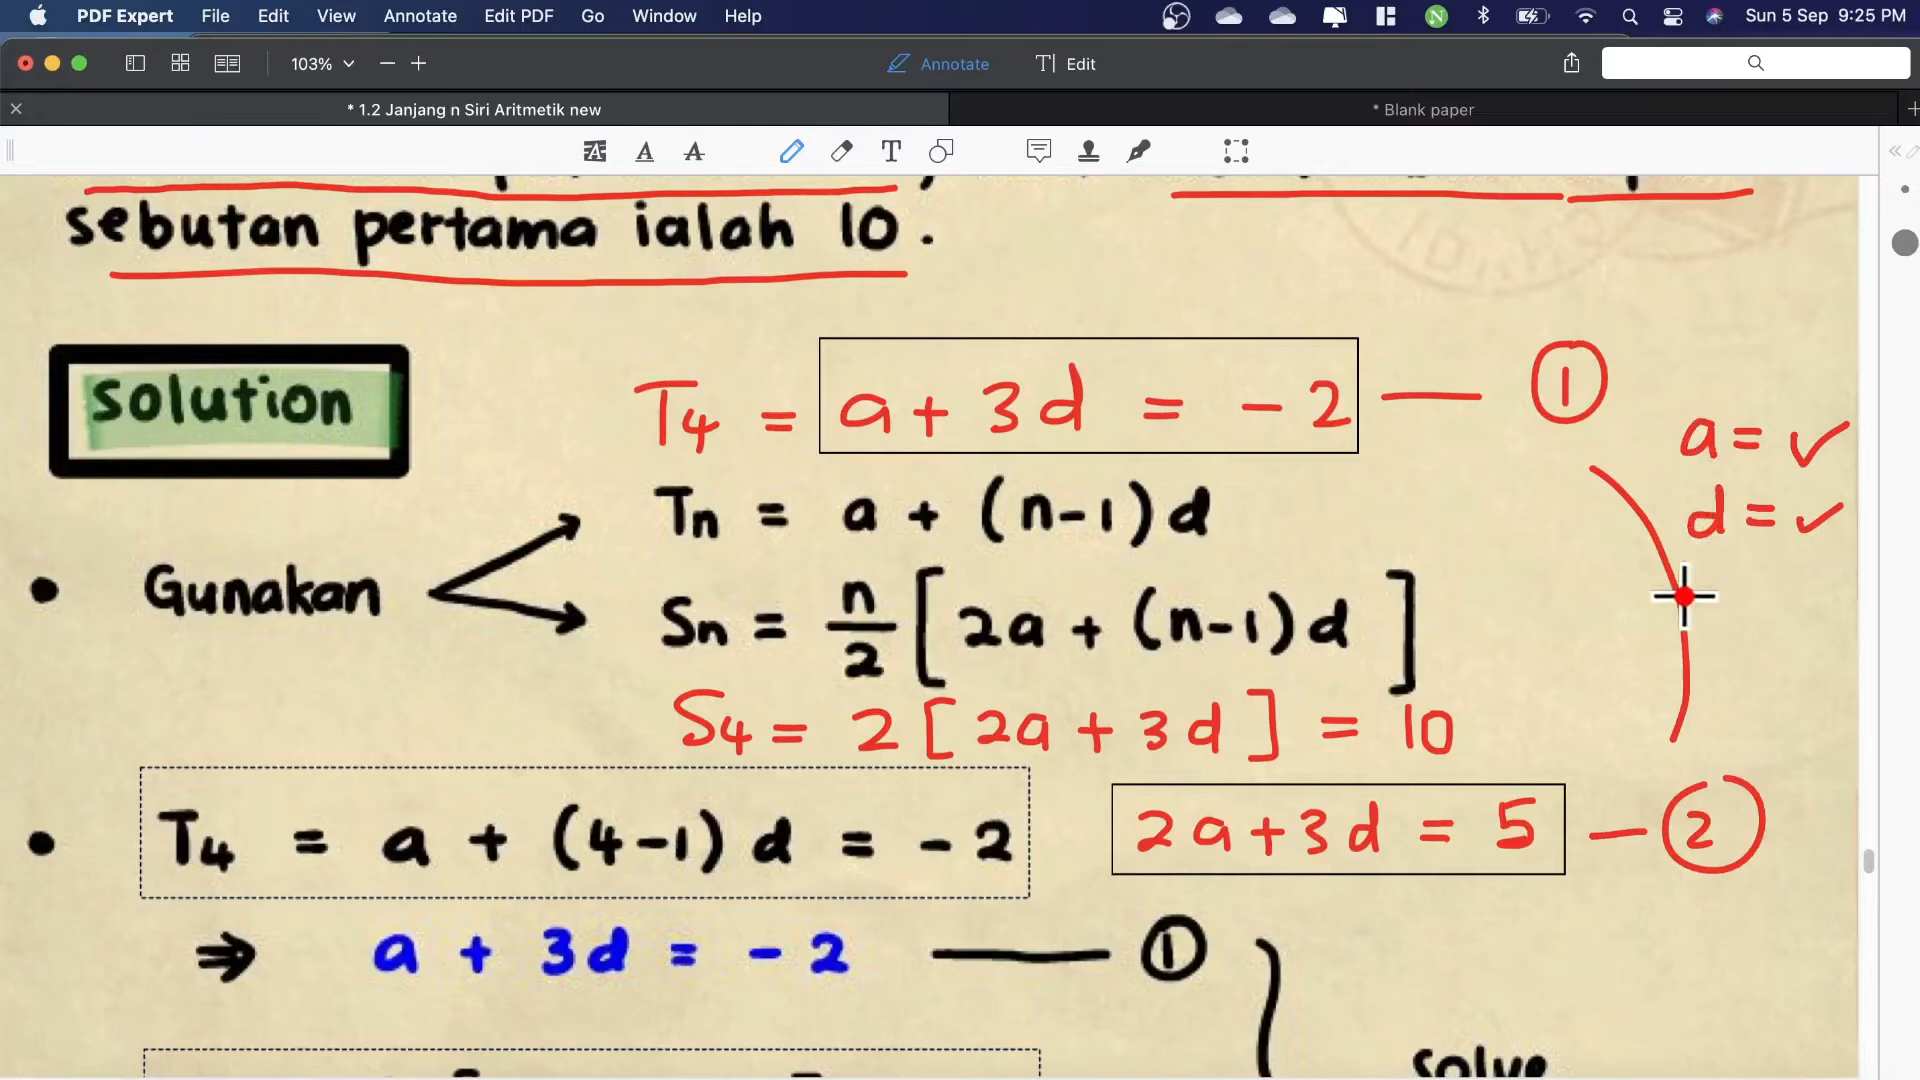 PDF Expert File Edit View Annotate Edit PDF Go Window Help Sun 5 Sep 9:25 PM
103% Annotate Edit
* 1.2 Janjang n Siri Aritmetik new * Blank paper
sebutan pertama ialah 10.
solution
T4 = a + 3d = -2 — ①
a = ✓
d = ✓
Tn = a + (n-1)d
• Gunakan
Sn = n/2 [2a + (n-1)d]
S4 = 2[2a + 3d] = 10
2a+3d = 5 — ②
• T4 = a + (4-1)d = -2
⇒ a + 3d = -2 — ①
solve